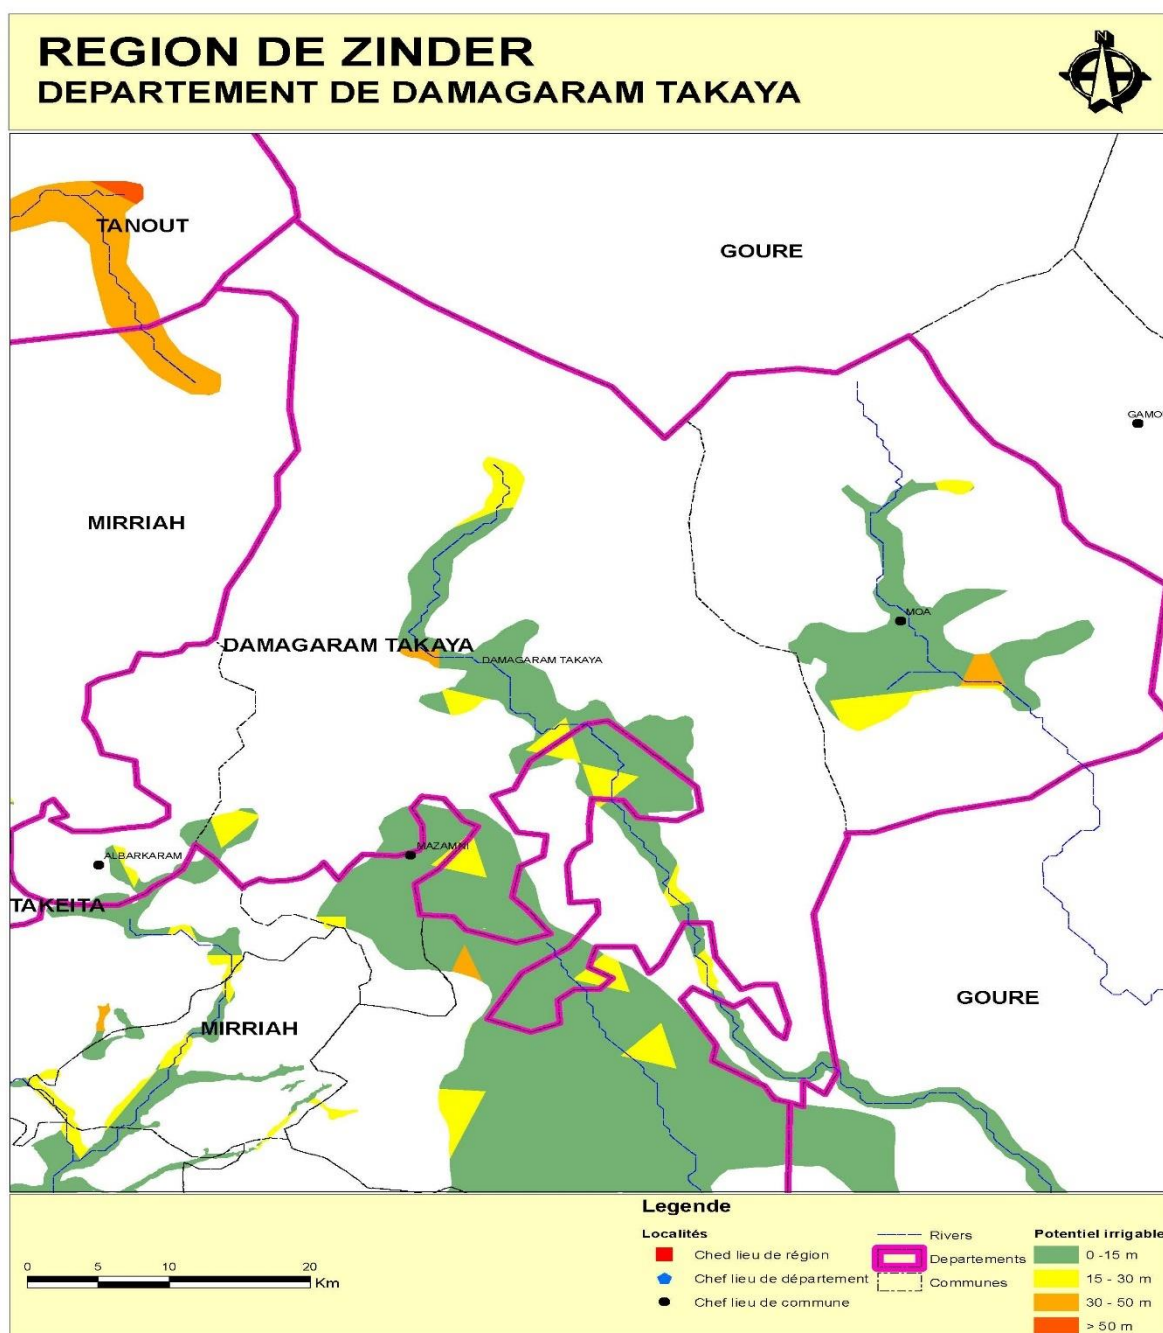 REGION DE ZINDER
DEPARTEMENT DE DAMAGARAM TAKAYA
N
TANOUT
GOURE
GAMO
MIRRIAH
MOA
DAMAGARAM TAKAYA
DAMAGARAM TAKAYA
MAZAMNI
ALBARKARAM
TAKEITA
GOURE
MIRRIAH
Legende
Localités
Ched lieu de région
Chef lieu de département
Chef lieu de commune
Rivers
Departements
Communes
Potentiel irrigable
0 -15 m
15 - 30 m
30 - 50 m
> 50 m
0 5 10 20
Km